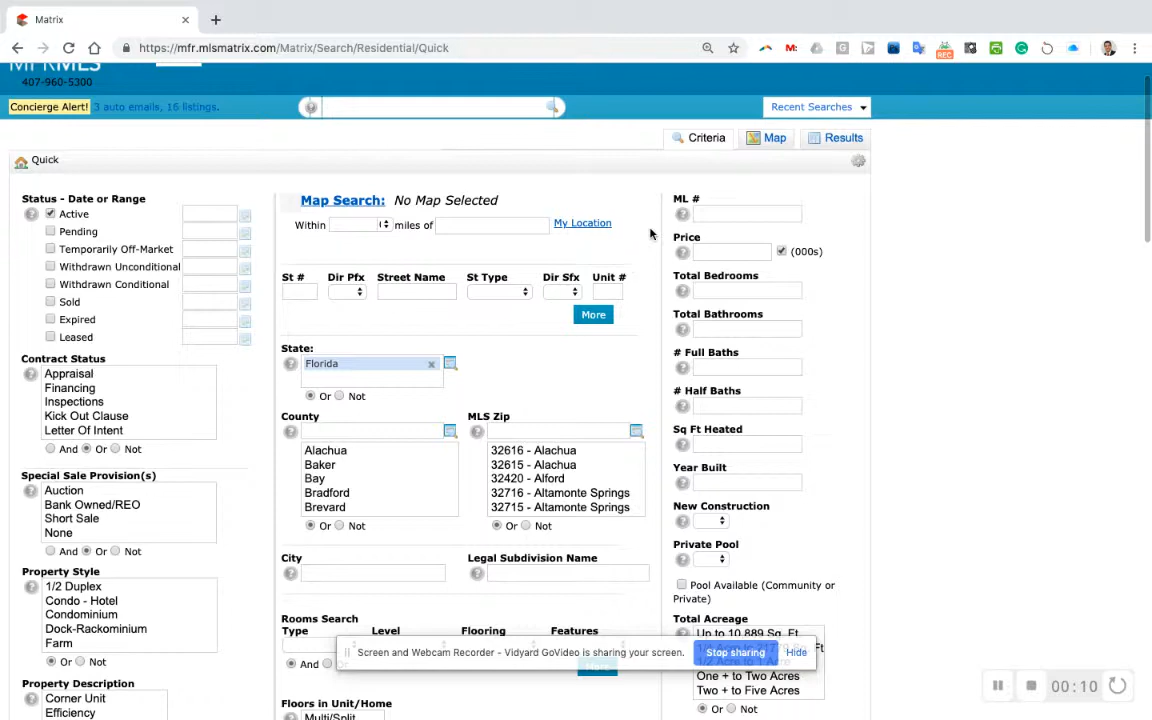 Matrix
https://mfr.mlsmatrix.com/Matrix/Search/Residential/Quick
407-960-5300
Concierge Alert! 3 auto emails, 16 listings.
Recent Searches
Criteria
Map
Results
Quick
Status - Date or Range
Active
Pending
Temporarily Off-Market
Withdrawn Unconditional
Withdrawn Conditional
Sold
Expired
Leased
Contract Status
Appraisal
Financing
Inspections
Kick Out Clause
Letter Of Intent
And Or Not
Special Sale Provision(s)
Auction
Bank Owned/REO
Short Sale
None
And Or Not
Property Style
1/2 Duplex
Condo - Hotel
Condominium
Dock-Rackominium
Farm
Or Not
Property Description
Corner Unit
Efficiency
Map Search: No Map Selected
Within miles of My Location
St # Dir Pfx Street Name St Type Dir Sfx Unit #
More
State:
Florida
Or Not
County
Alachua
Baker
Bay
Bradford
Brevard
Or Not
MLS Zip
32616 - Alachua
32615 - Alachua
32420 - Alford
32716 - Altamonte Springs
32715 - Altamonte Springs
Or Not
City
Legal Subdivision Name
Rooms Search
Type Level Flooring Features
And Or
More
Floors in Unit/Home
Multi/Split
ML #
Price
(000s)
Total Bedrooms
Total Bathrooms
# Full Baths
# Half Baths
Sq Ft Heated
Year Built
New Construction
Private Pool
Pool Available (Community or
Private)
Total Acreage
Up to 10,889 Sq. Ft.
1/2 Acre to 1 Acre
One + to Two Acres
Two + to Five Acres
Or Not
Screen and Webcam Recorder - Vidyard GoVideo is sharing your screen.
Stop sharing
Hide
00:10